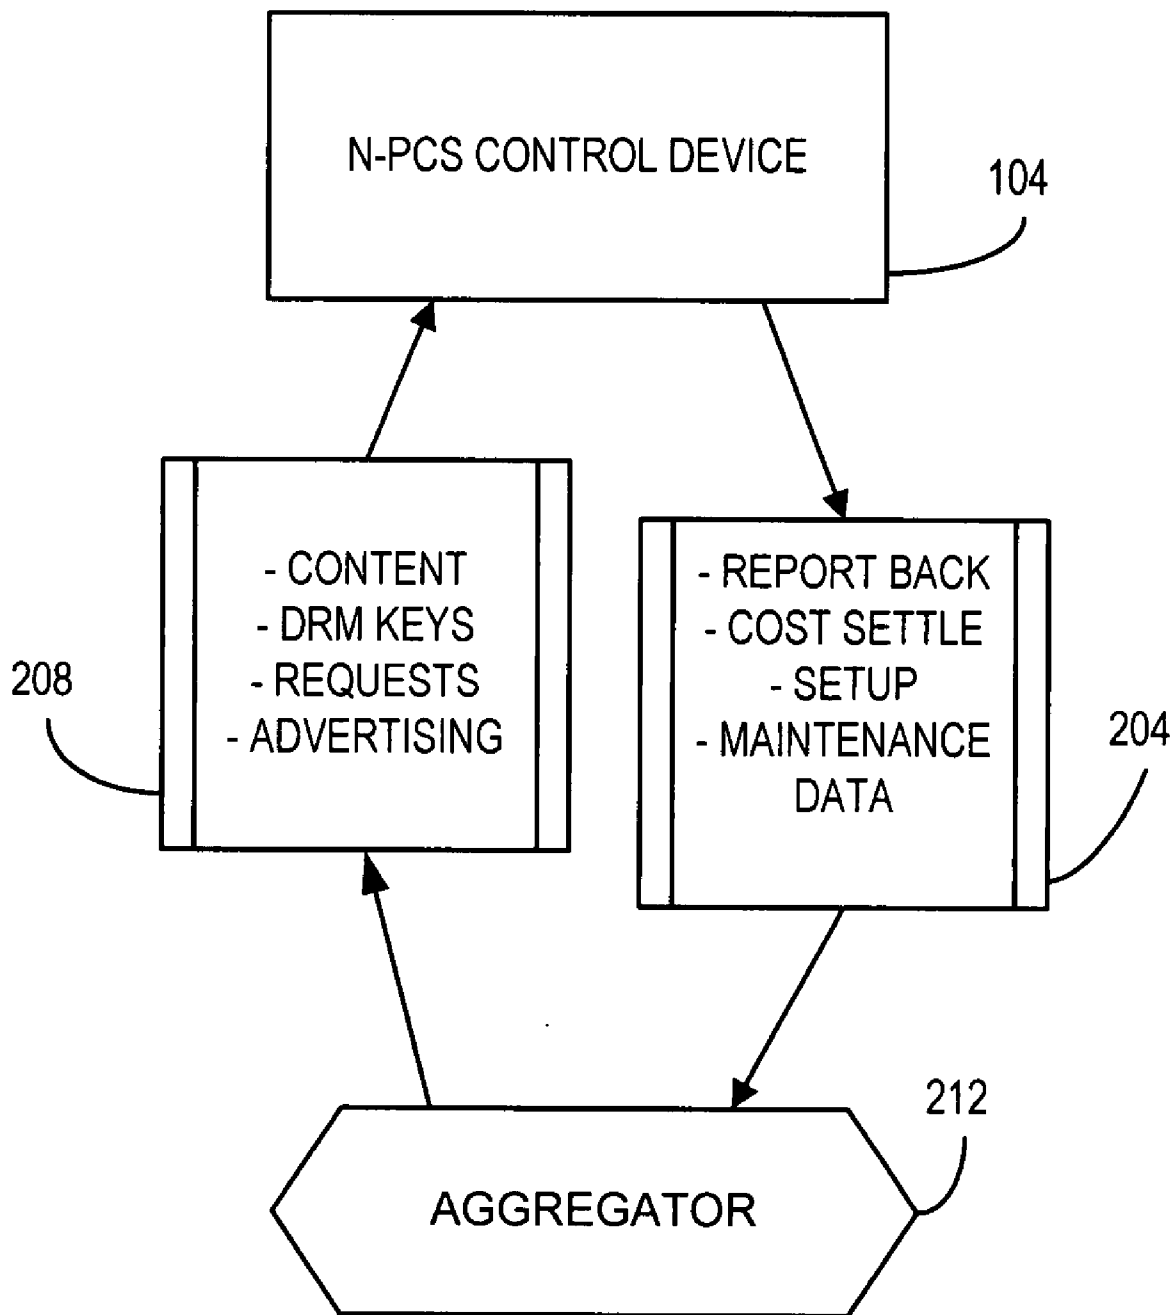 N-PCS CONTROL DEVICE
104
- CONTENT
- DRM KEYS
- REQUESTS
- ADVERTISING
208
- REPORT BACK
- COST SETTLE
- SETUP
- MAINTENANCE
DATA
204
212
AGGREGATOR